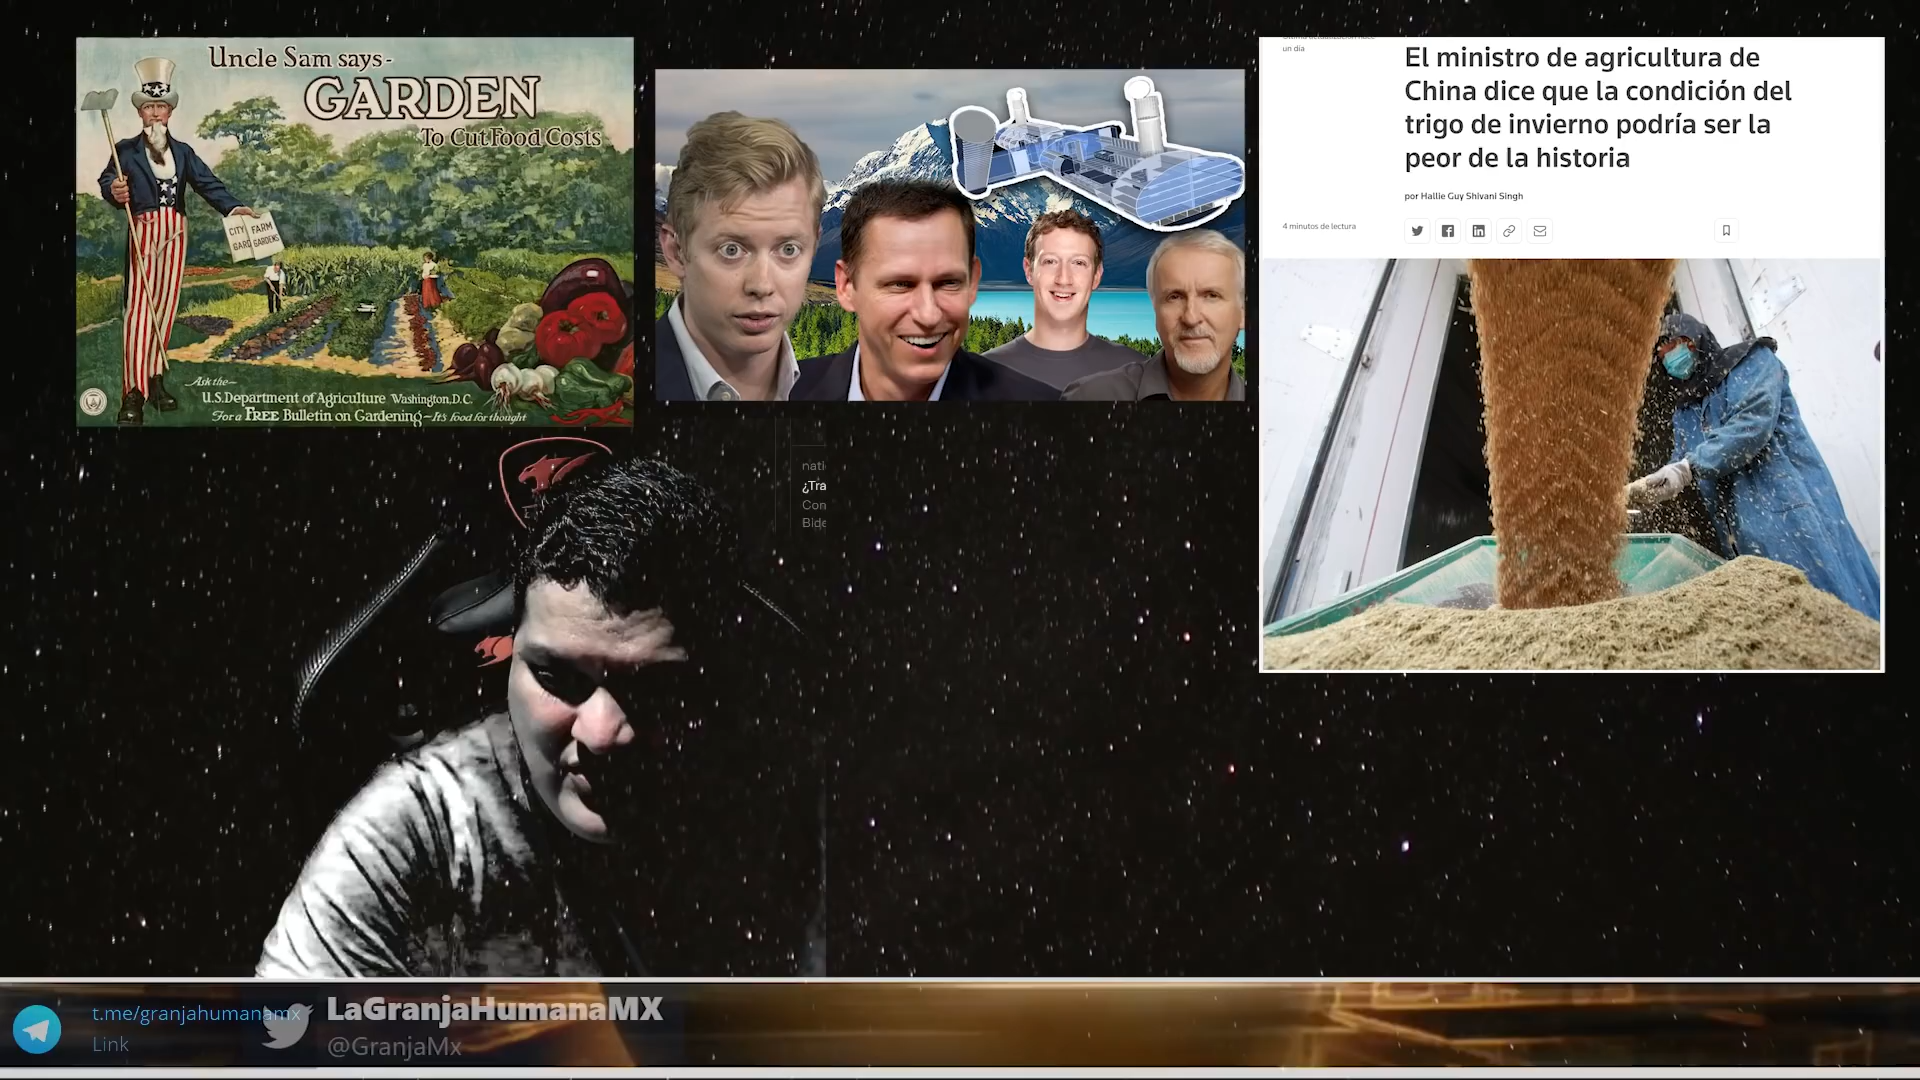 Uncle Sam says-
GARDEN
To Cut Food Costs
CITY
FARM
GARDENS
Ask the-
U.S. Department of Agriculture Washington, D.C.
For a FREE Bulletin on Gardening-It's food for thought
un día
El ministro de agricultura de
China dice que la condición del
trigo de invierno podría ser la
peor de la historia
por Hallie Guy Shivani Singh
4 minutos de lectura
nati
¿Tra
Con
Bide
t.me/granjahumanamx
Link
LaGranjaHumanaMX
@GranjaMx